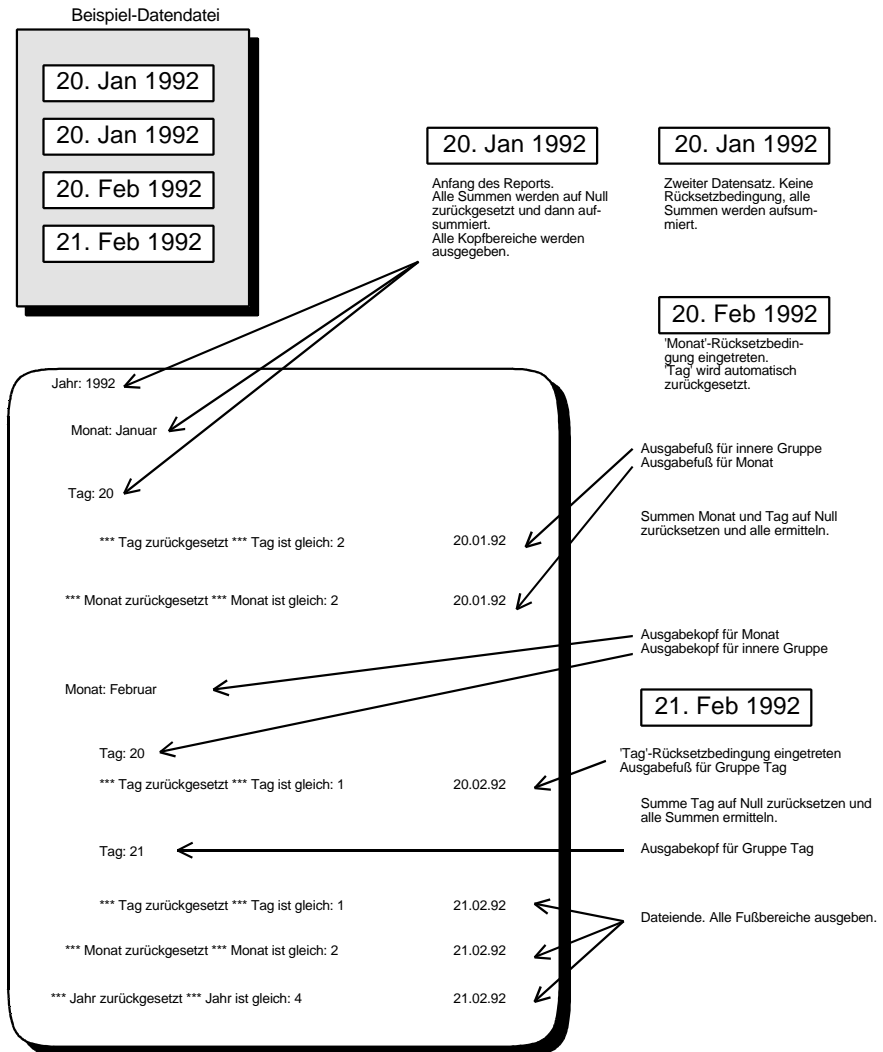 Beispiel-Datendatei
20. Jan 1992
20. Jan 1992
20. Feb 1992
21. Feb 1992
20. Jan 1992
Anfang des Reports.
Alle Summen werden auf Null
zurückgesetzt und dann auf-
summiert.
Alle Kopfbereiche werden
ausgegeben.
20. Jan 1992
Zweiter Datensatz. Keine
Rücksetzbedingung, alle
Summen werden aufsum-
miert.
20. Feb 1992
'Monat'-Rücksetzbedin-
gung eingetreten.
'Tag' wird automatisch
zurückgesetzt.
Jahr: 1992
Monat: Januar
Tag: 20
*** Tag zurückgesetzt *** Tag ist gleich: 2 20.01.92
*** Monat zurückgesetzt *** Monat ist gleich: 2 20.01.92
Monat: Februar
Tag: 20
*** Tag zurückgesetzt *** Tag ist gleich: 1 20.02.92
Tag: 21
*** Tag zurückgesetzt *** Tag ist gleich: 1 21.02.92
*** Monat zurückgesetzt *** Monat ist gleich: 2 21.02.92
*** Jahr zurückgesetzt *** Jahr ist gleich: 4 21.02.92
Ausgabefuß für innere Gruppe
Ausgabefuß für Monat
Summen Monat und Tag auf Null
zurücksetzen und alle ermitteln.
Ausgabekopf für Monat
Ausgabekopf für innere Gruppe
21. Feb 1992
'Tag'-Rücksetzbedingung eingetreten
Ausgabefuß für Gruppe Tag
Summe Tag auf Null zurücksetzen und
alle Summen ermitteln.
Ausgabekopf für Gruppe Tag
Dateiende. Alle Fußbereiche ausgeben.